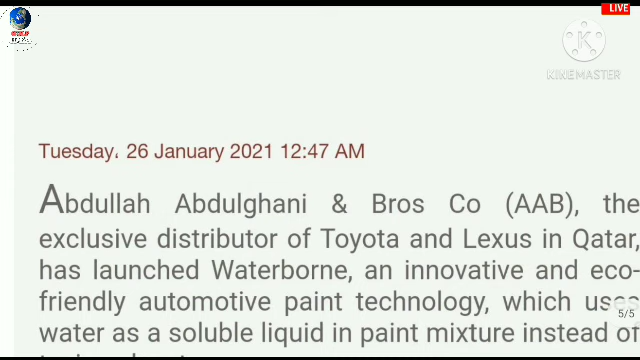 LIVE
KINEMASTER
Tuesday, 26 January 2021 12:47 AM
Abdullah Abdulghani & Bros Co (AAB), the
exclusive distributor of Toyota and Lexus in Qatar,
has launched Waterborne, an innovative and eco-
friendly automotive paint technology, which uses
5/5
water as a soluble liquid in paint mixture instead of